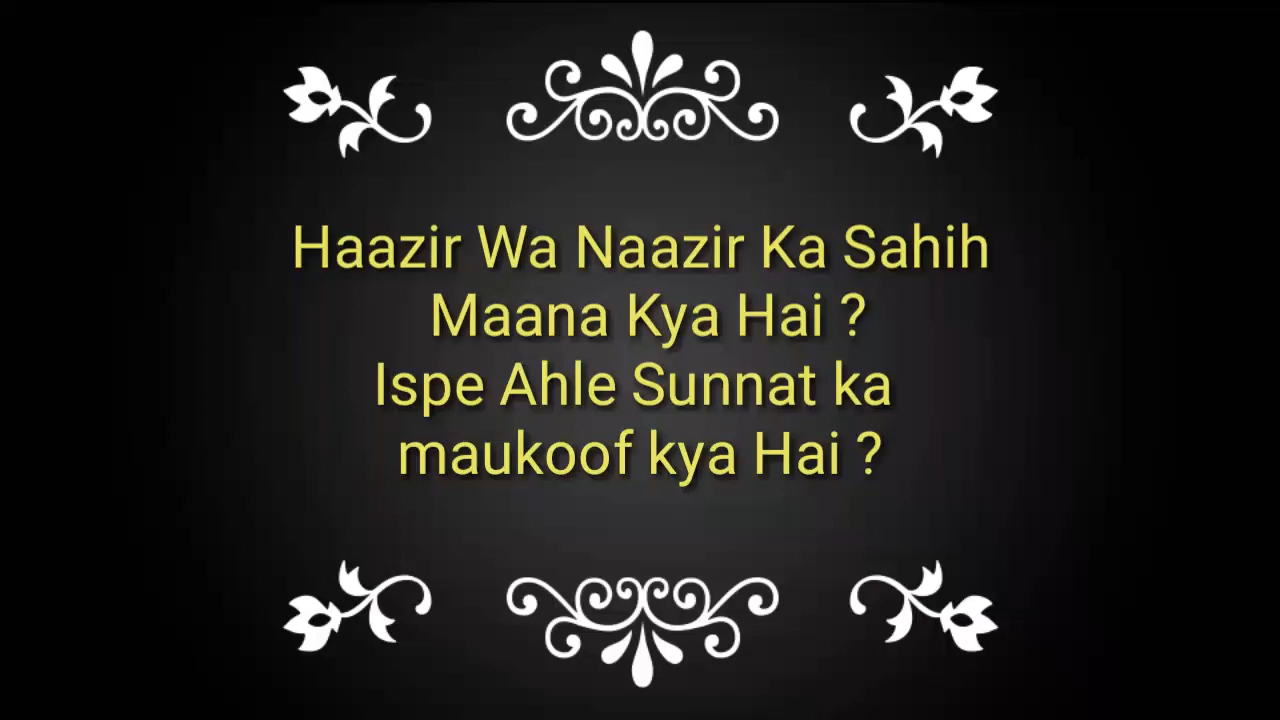 Haazir Wa Naazir Ka Sahih
Maana Kya Hai ?
Ispe Ahle Sunnat ka
maukoof kya Hai ?